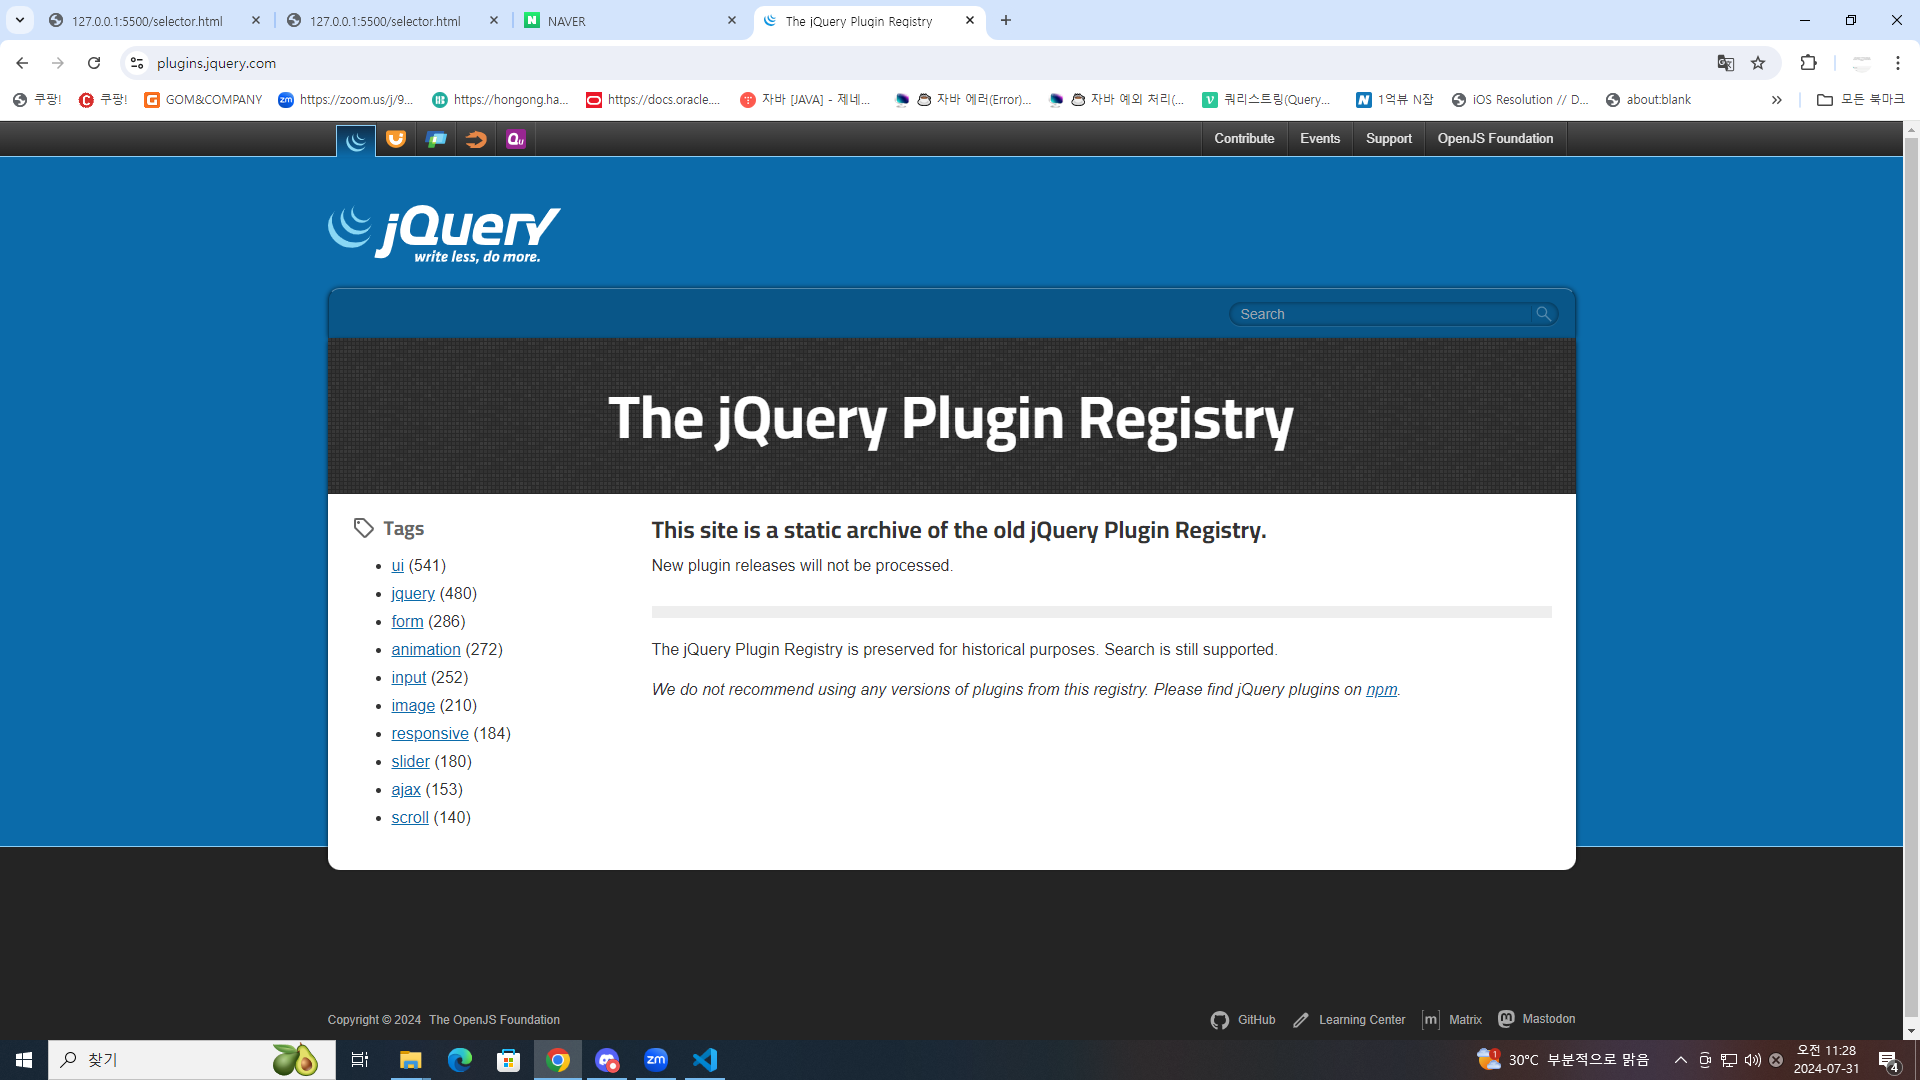 127.0.0.1:5500/selector.html
127.0.0.1:5500/selector.html
NAVER
The jQuery Plugin Registry
plugins.jquery.com
쿠팡!
쿠팡!
GOM&COMPANY
https://zoom.us/j/9...
https://hongong.ha...
https://docs.oracle....
자바 [JAVA] - 제네...
자바 에러(Error)...
자바 예외 처리(...
쿼리스트링(Query...
1억뷰 N잡
iOS Resolution // D...
about:blank
모든 북마크
Contribute
Events
Support
OpenJS Foundation
jQuery
write less, do more.
Search
The jQuery Plugin Registry
Tags
ui (541)
jquery (480)
form (286)
animation (272)
input (252)
image (210)
responsive (184)
slider (180)
ajax (153)
scroll (140)
This site is a static archive of the old jQuery Plugin Registry.
New plugin releases will not be processed.
The jQuery Plugin Registry is preserved for historical purposes. Search is still supported.
We do not recommend using any versions of plugins from this registry. Please find jQuery plugins on npm.
Copyright © 2024 The OpenJS Foundation
GitHub
Learning Center
Matrix
Mastodon
찾기
30°C 부분적으로 맑음
오전 11:28
2024-07-31
4